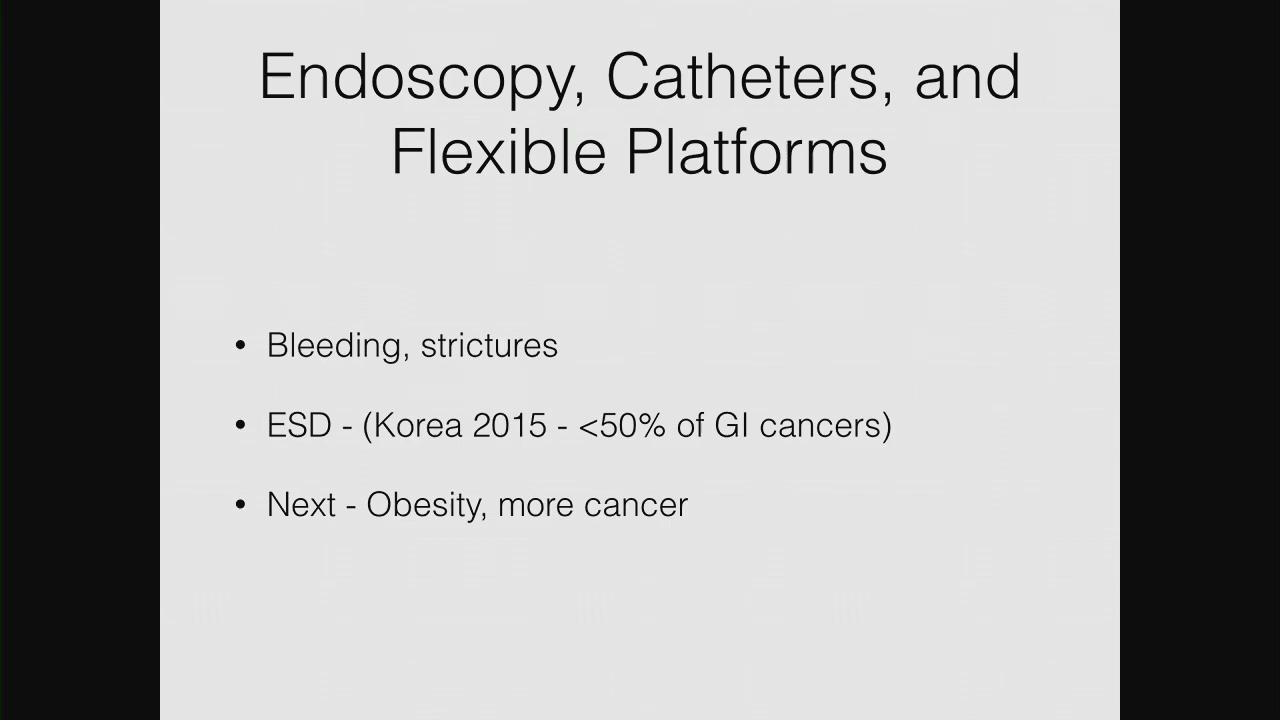 Endoscopy, Catheters, and
Flexible Platforms
• Bleeding, strictures
• ESD - (Korea 2015 - <50% of GI cancers)
• Next - Obesity, more cancer